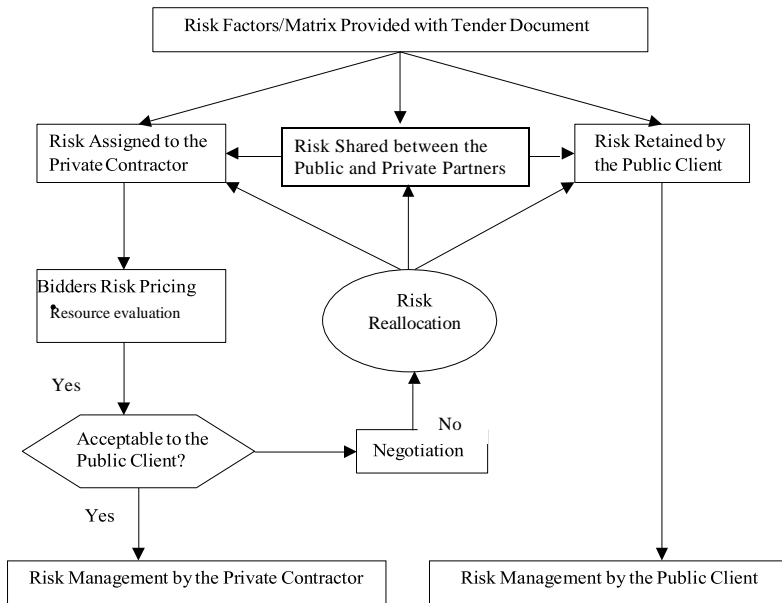 Risk Factors/Matrix Provided with Tender Document
Risk Assigned to the
Private Contractor
Risk Shared between the
Public and Private Partners
Risk Retained by
the Public Client
Bidders Risk Pricing
• Resource evaluation
Risk
Reallocation
Yes
No
Acceptable to the
Public Client?
Negotiation
Yes
Risk Management by the Private Contractor
Risk Management by the Public Client